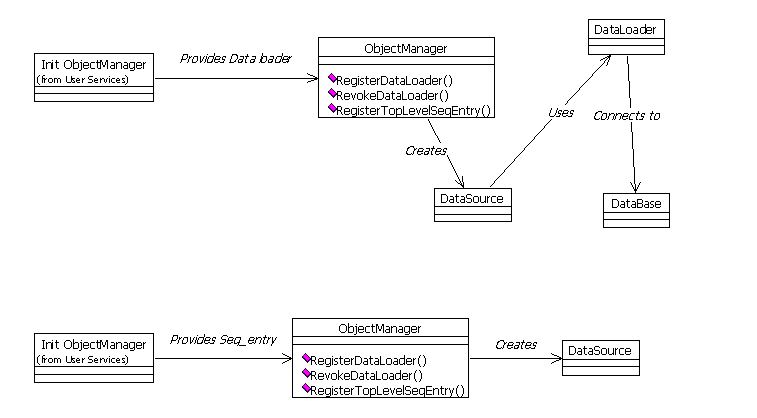 DataLoader
ObjectManager
Provides Data loader
Init ObjectManager
(from User Services)
RegisterDataLoader()
RevokeDataLoader()
RegisterTopLevelSeqEntry()
Uses
Connects to
Creates
DataSource
DataBase
ObjectManager
Provides Seq_entry
Init ObjectManager
(from User Services)
Creates
DataSource
RegisterDataLoader()
RevokeDataLoader()
RegisterTopLevelSeqEntry()